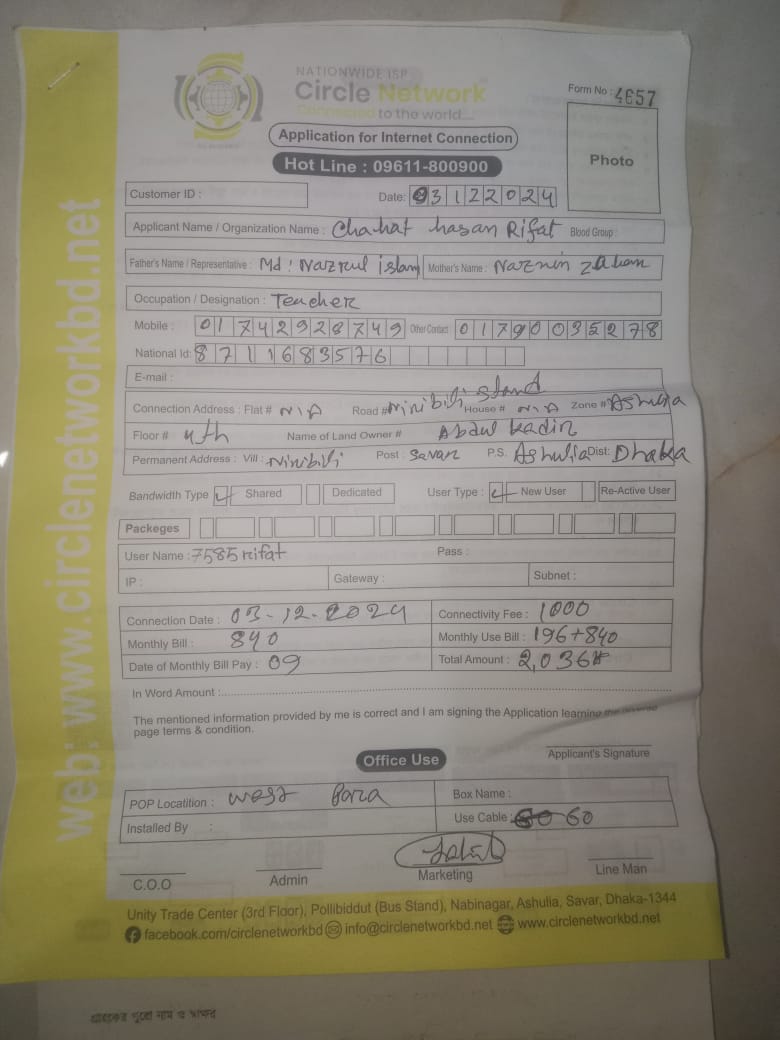 NATIONWIDE ISP
Circle Network
Connected to the world...
Form No : 4657
Application for Internet Connection
Hot Line : 09611-800900
Photo
Customer ID :
Date: 03122024
Applicant Name / Organization Name : Chahat hasan Rifat Blood Group :
Father's Name / Representative : Md: Nazrul islam Mother's Name : Naznin zahan
Occupation / Designation : Teacher
Mobile : 01742928749 Other Contact 01790035278
National Id: 8711683576
E-mail :
Connection Address : Flat # N/A Road # Niribili stand House # N/A Zone # Ashulia
Floor # 4th Name of Land Owner # Abdul Kadir
Permanent Address : Vill : Niribili Post : Savar P.S. Ashulia Dist: Dhaka
Bandwidth Type Shared Dedicated User Type : New User Re-Active User
Packeges
User Name : 7585rifat Pass :
IP : Gateway : Subnet :
Connection Date : 03-12-2024 Connectivity Fee : 1000
Monthly Bill : 840 Monthly Use Bill : 196+840
Date of Monthly Bill Pay : 09 Total Amount : 2,036
In Word Amount :
The mentioned information provided by me is correct and I am signing the Application learning the
page terms & condition.
Applicant's Signature
Office Use
POP Locatition : West Para Box Name :
Installed By : Use Cable : 60
C.O.O Admin Marketing Line Man
Unity Trade Center (3rd Floor), Pollibiddut (Bus Stand), Nabinagar, Ashulia, Savar, Dhaka-1344
facebook.com/circlenetworkbd info@circlenetworkbd.net www.circlenetworkbd.net
web: www.circlenetworkbd.net
গ্রাহকের পুরো নাম ও স্বাক্ষর